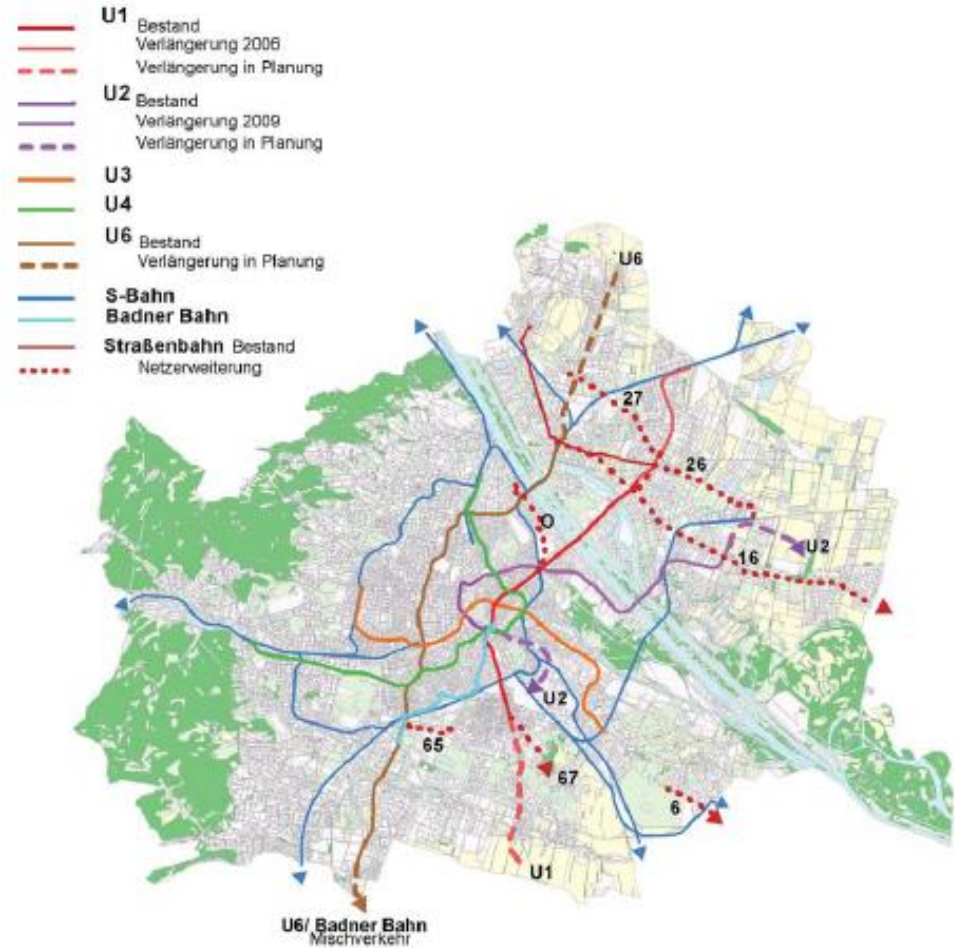 U1 Bestand
Verlängerung 2006
Verlängerung in Planung
U2 Bestand
Verlängerung 2009
Verlängerung in Planung
U3
U4
U6 Bestand
Verlängerung in Planung
S-Bahn
Badner Bahn
Straßenbahn Bestand
Netzerweiterung
U6
27
26
O
16
U2
U2
65
67
6
U1
U6/ Badner Bahn
Mischverkehr